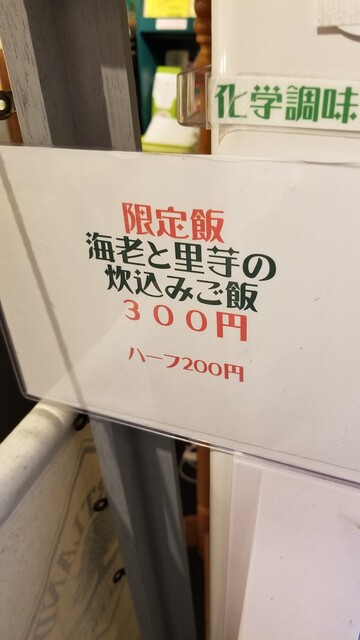 化学調味
限定飯
海老と里芋の
炊込みご飯
３００円
ハーフ200円